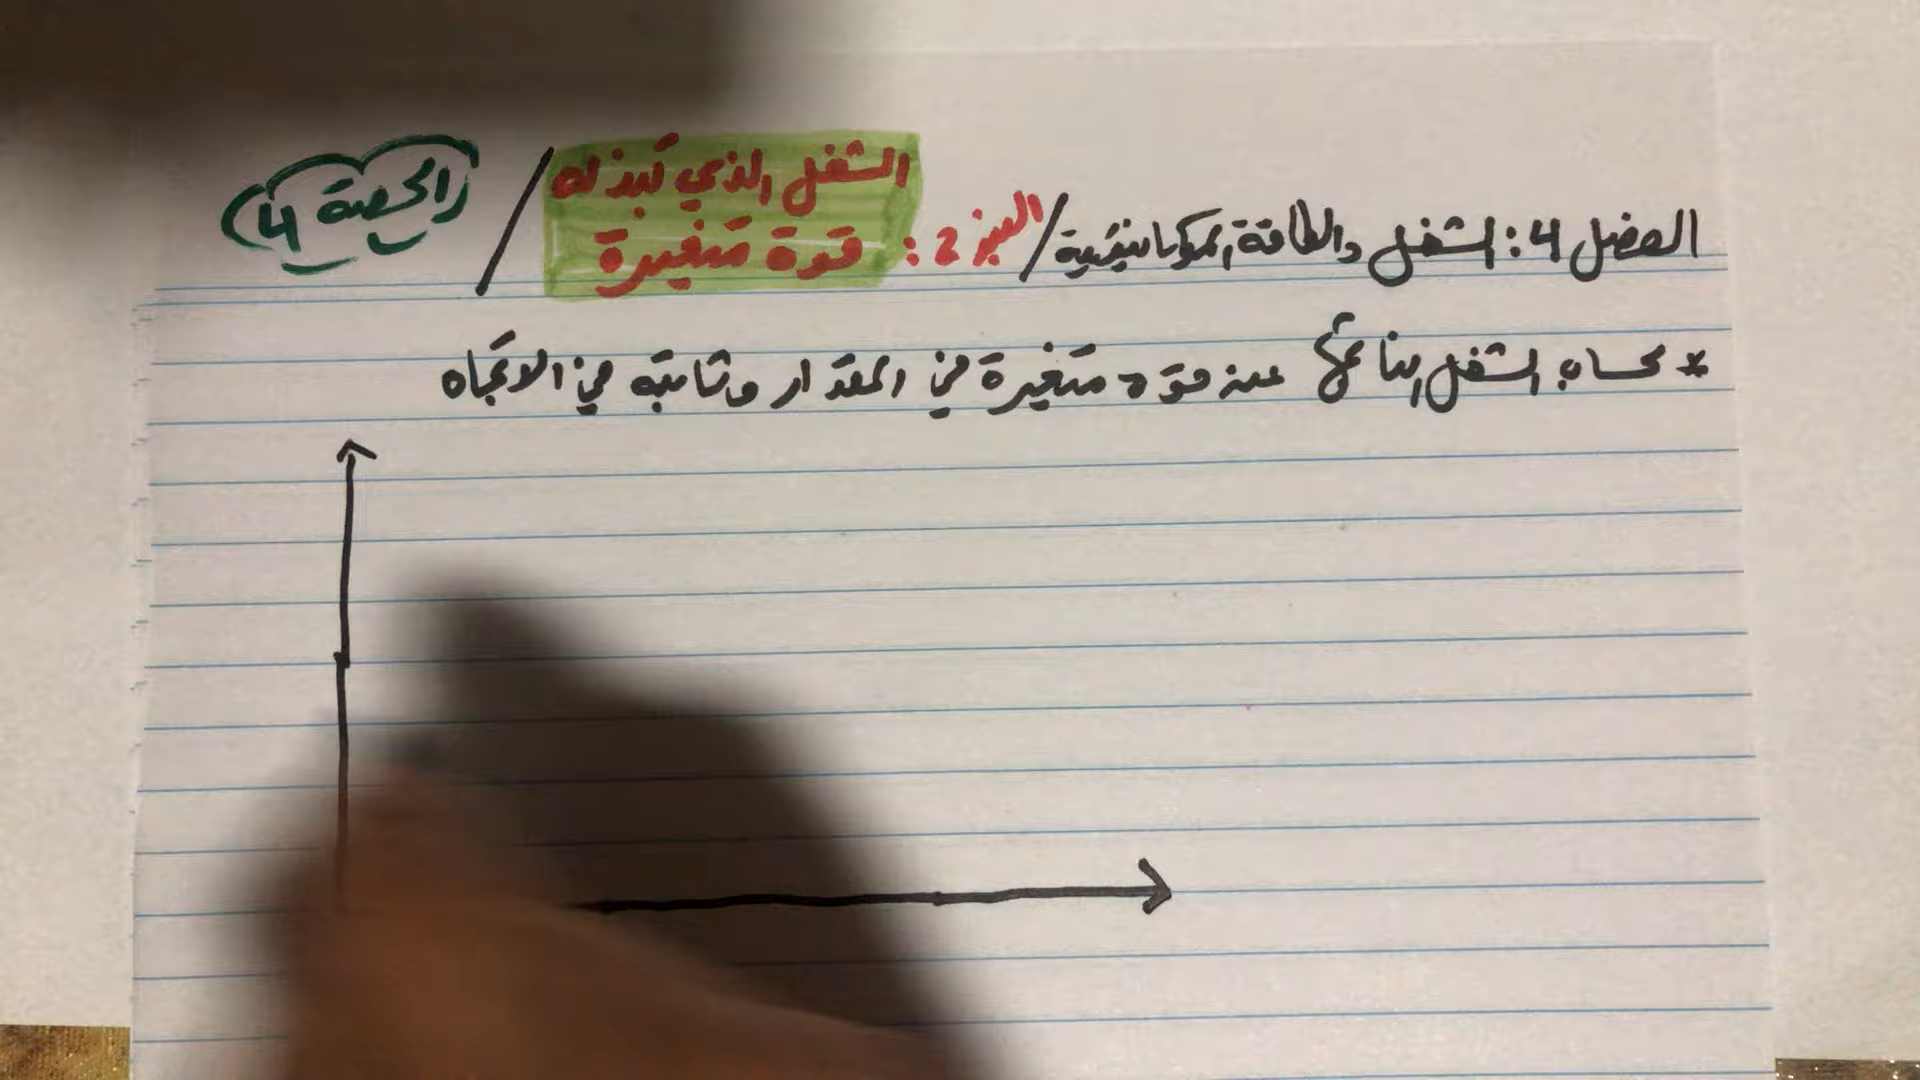 الفصل 4: الشغل والطاقة الميكانيكية / البند 2: الشغل الذي تبذله
قوة متغيرة / الحصة 4
* حساب الشغل الناتج عن قوة متغيرة في المقدار وثابتة في الاتجاه